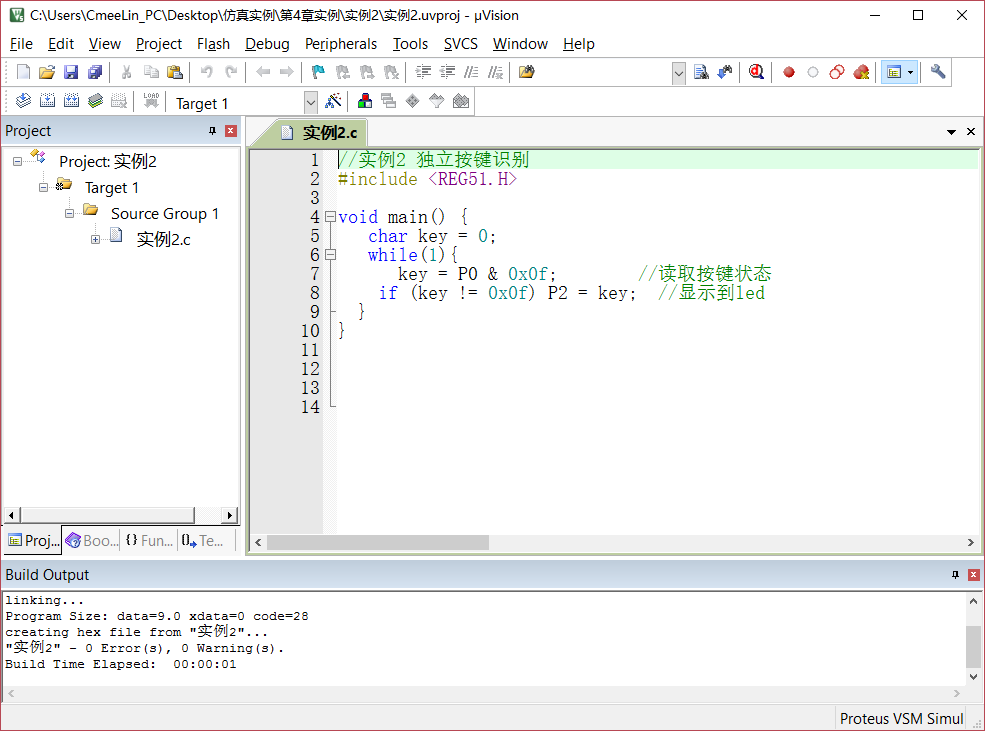 C:\Users\CmeeLin_PC\Desktop\仿真实例\第4章实例\实例2\实例2.uvproj - µVision
File Edit View Project Flash Debug Peripherals Tools SVCS Window Help
LOAD Target 1
Project
实例2.c
Project: 实例2
Target 1
Source Group 1
实例2.c
1 //实例2 独立按键识别
2 #include <REG51.H>
3
4 void main() {
5 char key = 0;
6 while(1){
7 key = P0 & 0x0f; //读取按键状态
8 if (key != 0x0f) P2 = key; //显示到led
9 }
10 }
11
12
13
14
Proj... Boo... {} Fun... Te...
Build Output
linking...
Program Size: data=9.0 xdata=0 code=28
creating hex file from "实例2"...
"实例2" - 0 Error(s), 0 Warning(s).
Build Time Elapsed: 00:00:01
Proteus VSM Simul